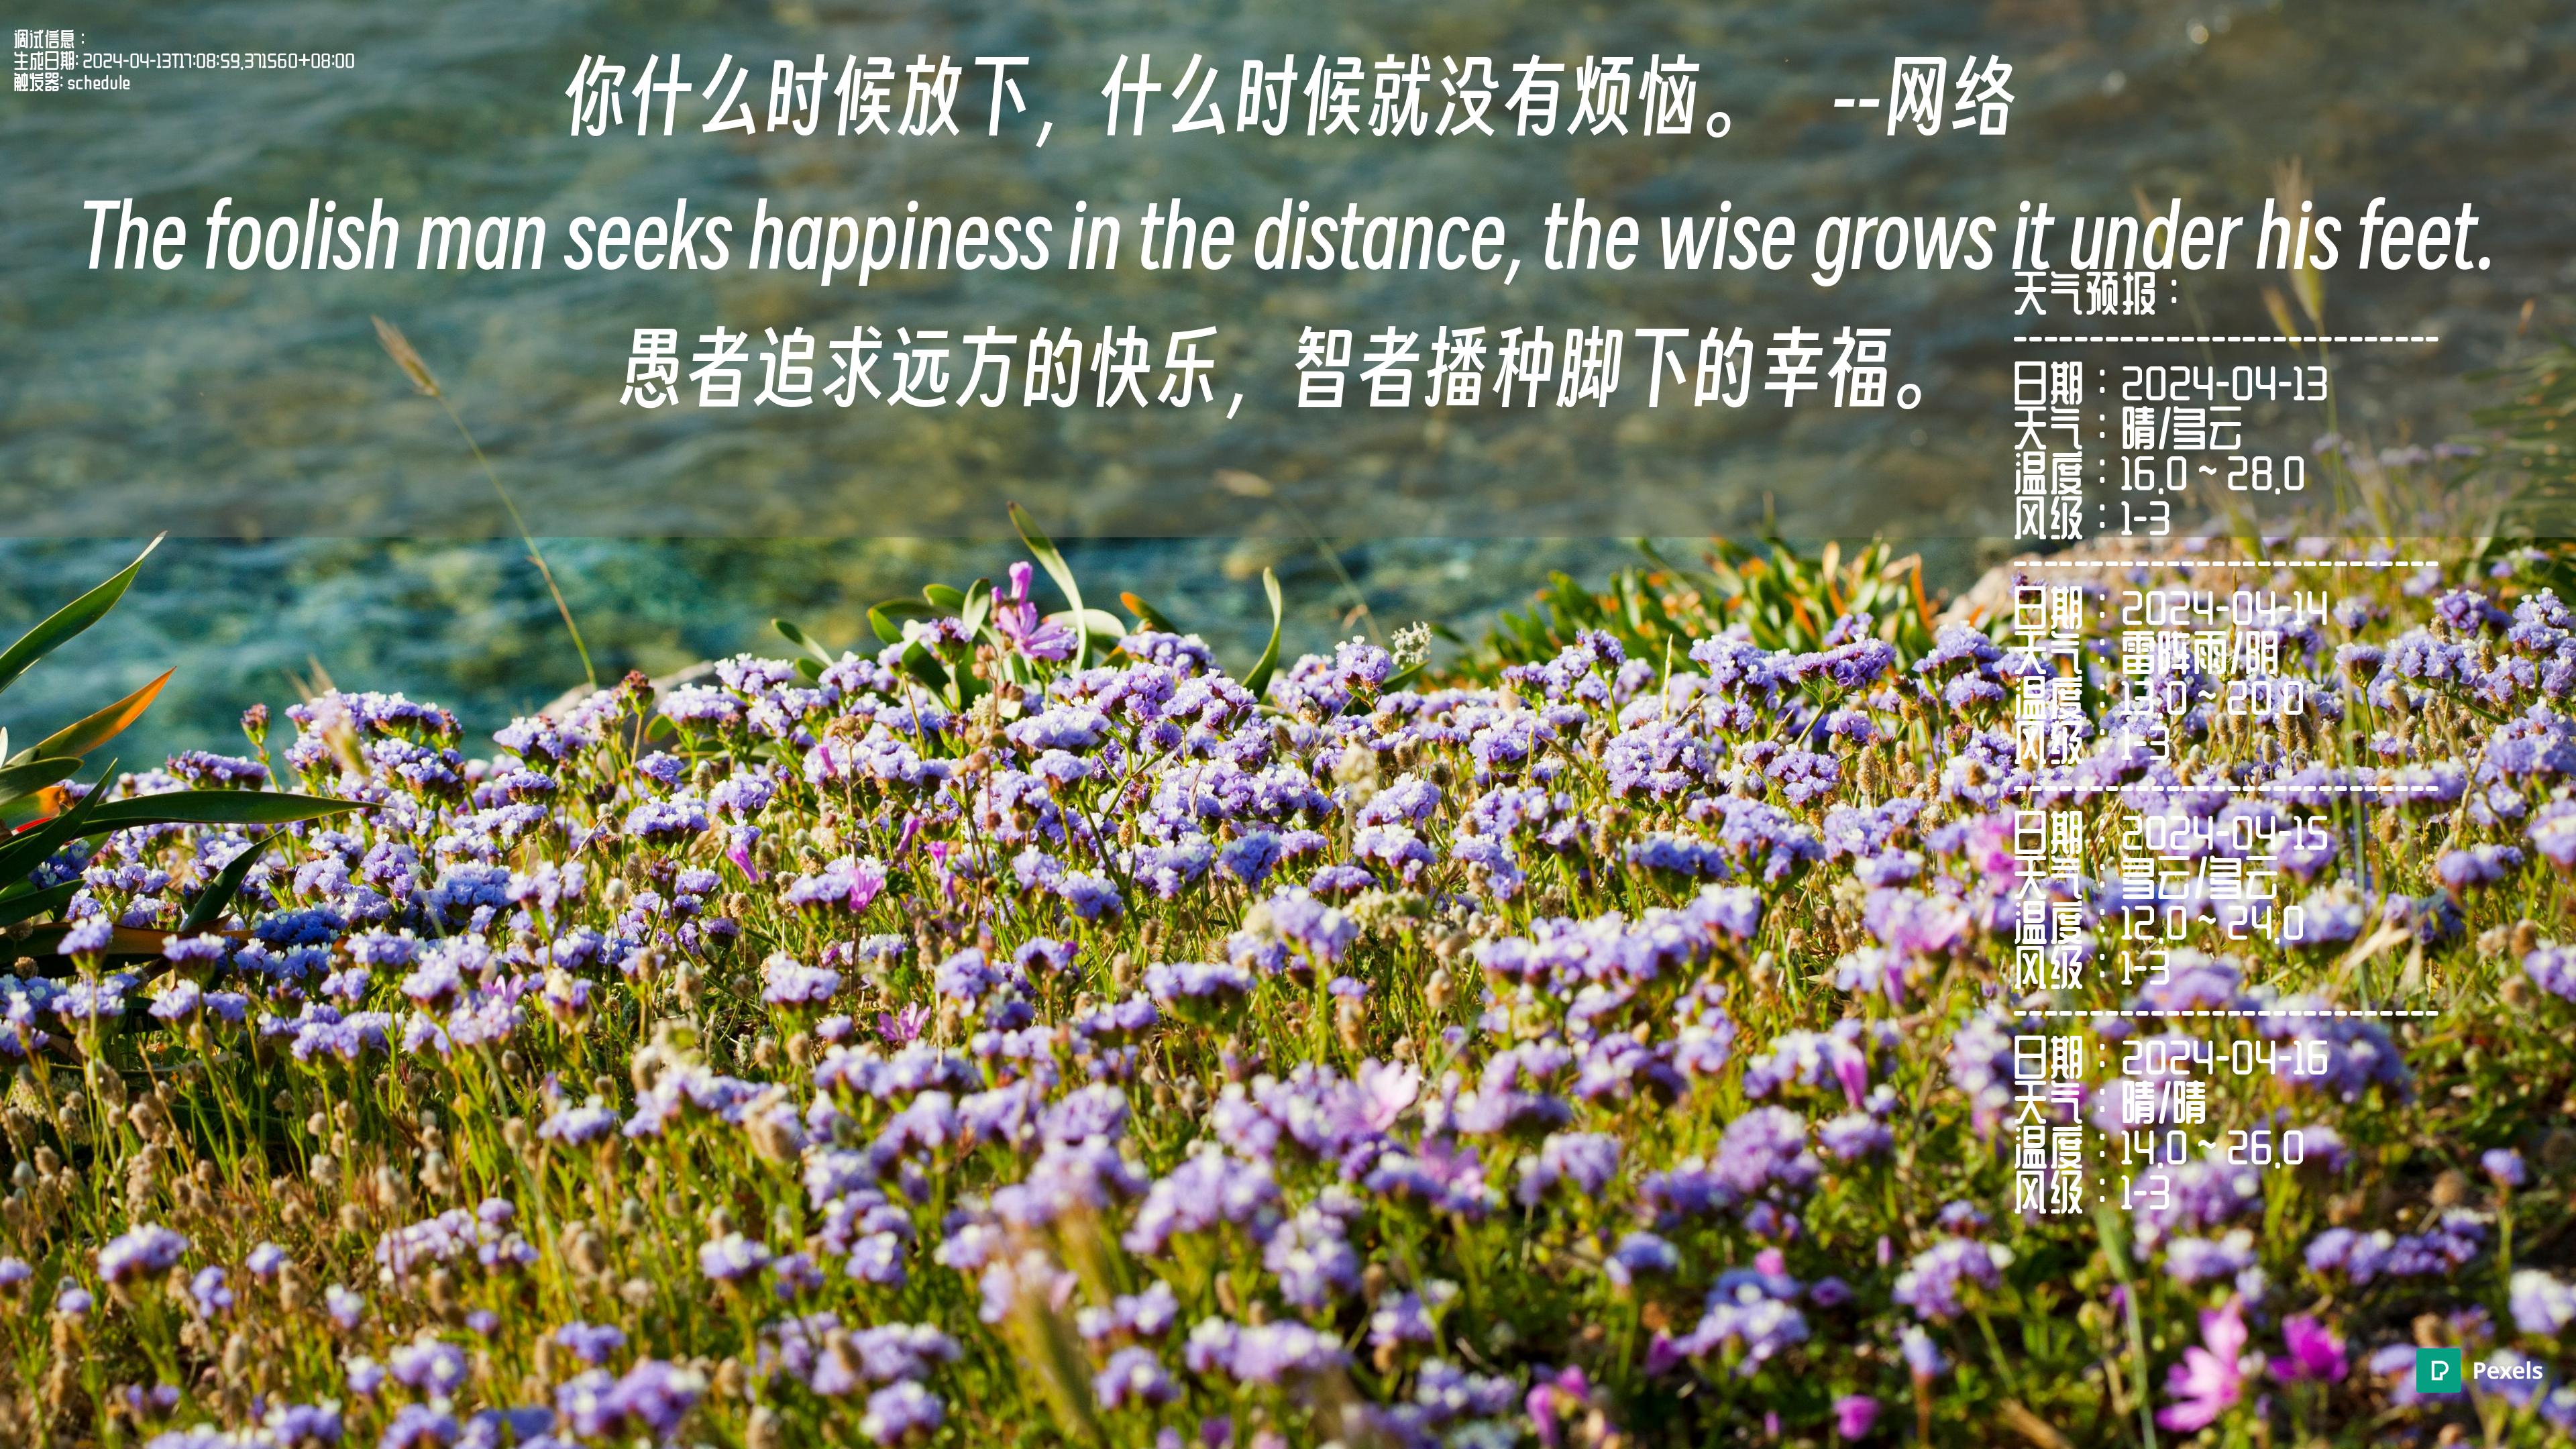 调试信息：
生成日期: 2024-04-13T17:08:59.371560+08:00
触发器: schedule
你什么时候放下，什么时候就没有烦恼。 --网络
The foolish man seeks happiness in the distance, the wise grows it under his feet.
愚者追求远方的快乐，智者播种脚下的幸福。
天气预报：
----------------------------
日期：2024-04-13
天气：晴/多云
温度：16.0 ~ 28.0
风级：1-3
----------------------------
日期：2024-04-14
天气：雷阵雨/阴
温度：13.0 ~ 20.0
风级：1-3
----------------------------
日期：2024-04-15
天气：多云/多云
温度：12.0 ~ 24.0
风级：1-3
----------------------------
日期：2024-04-16
天气：晴/晴
温度：14.0 ~ 26.0
风级：1-3
Pexels